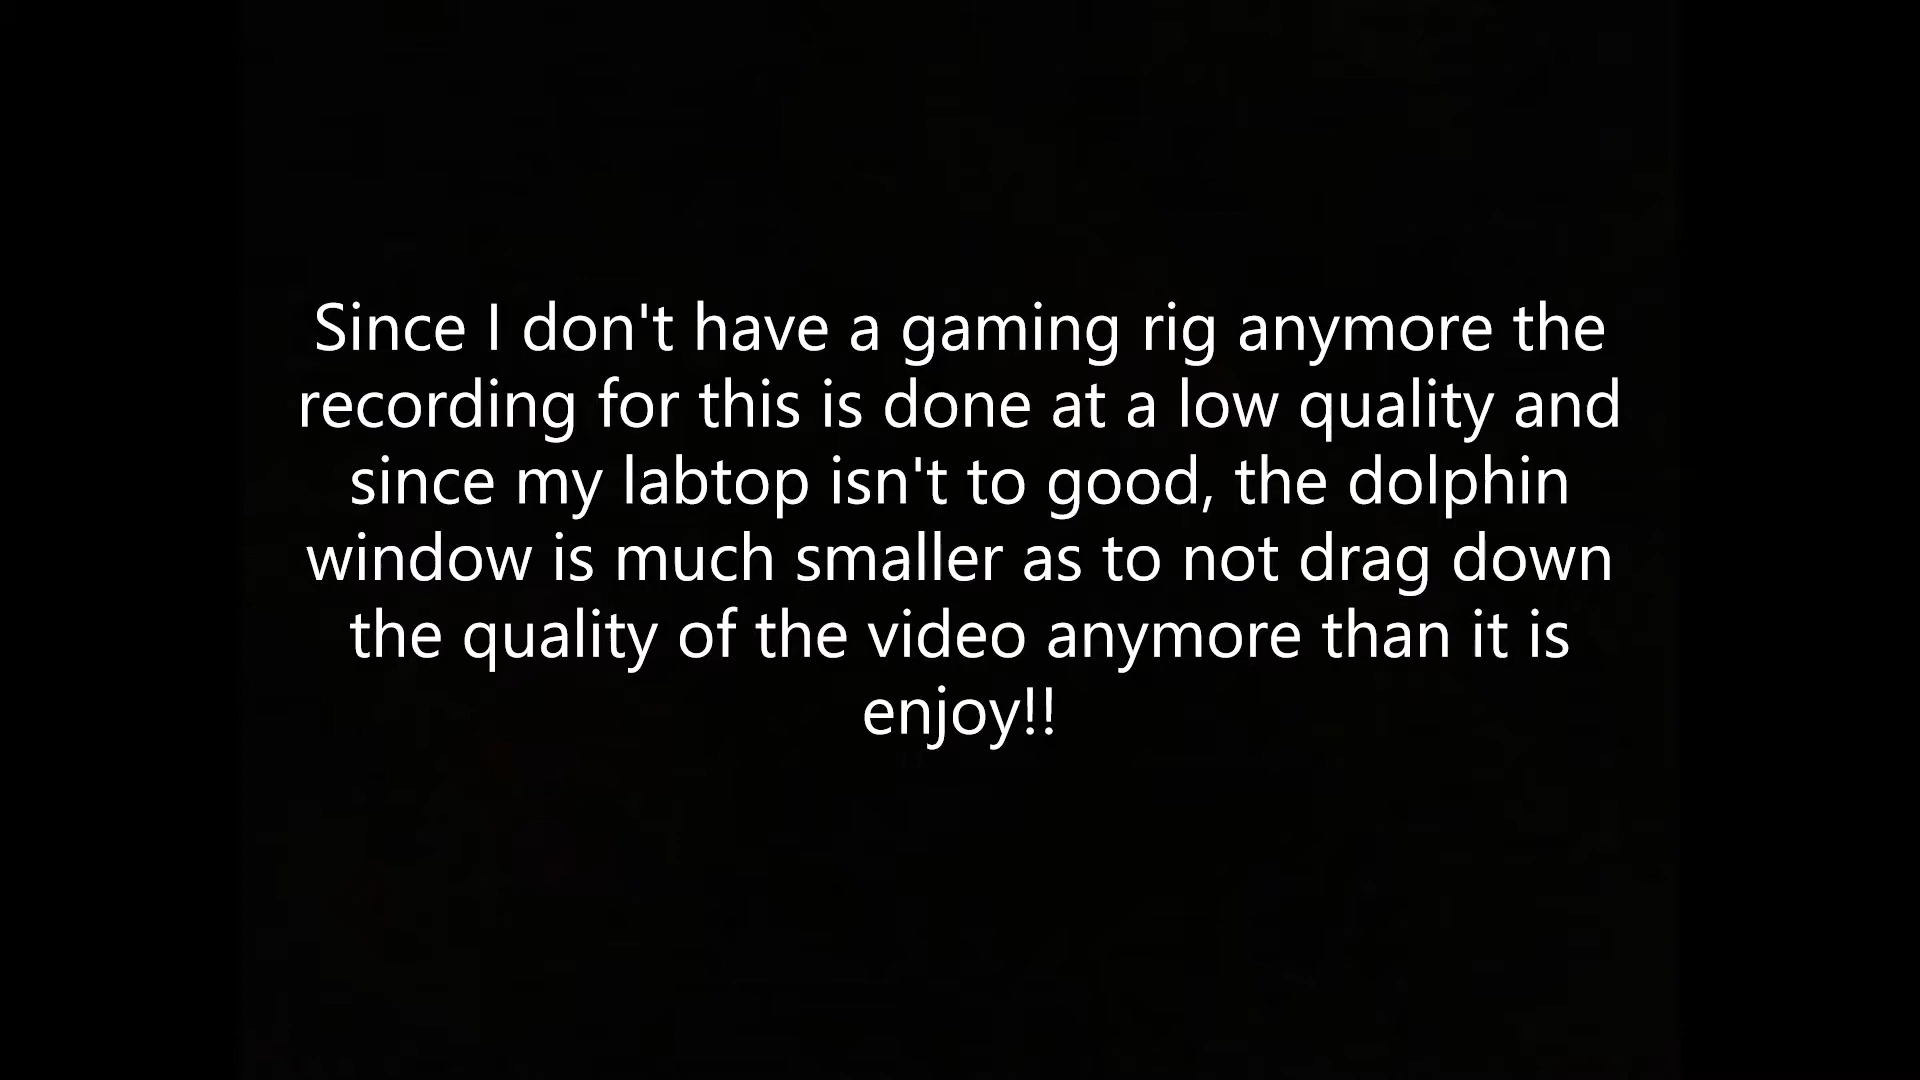 Since I don't have a gaming rig anymore the
recording for this is done at a low quality and
since my labtop isn't to good, the dolphin
window is much smaller as to not drag down
the quality of the video anymore than it is
enjoy!!